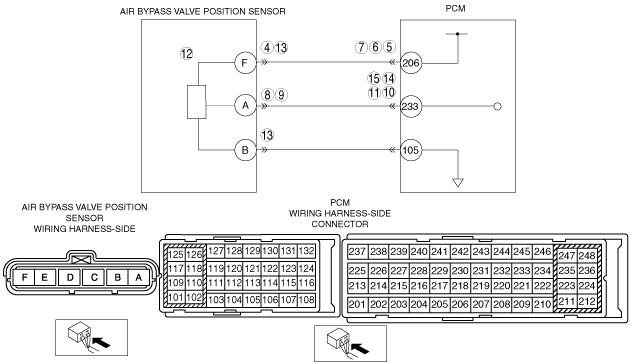 AIR BYPASS VALVE POSITION SENSOR
PCM
12
4 13
7 6 5
F
206
15 14
8 9
11 10
A
233
13
B
105
AIR BYPASS VALVE POSITION
SENSOR
WIRING HARNESS-SIDE
PCM
WIRING HARNESS-SIDE
CONNECTOR
F E D C B A
125 126 127 128 129 130 131 132
117 118 119 120 121 122 123 124
109 110 111 112 113 114 115 116
101 102 103 104 105 106 107 108
237 238 239 240 241 242 243 244 245 246 247 248
225 226 227 228 229 230 231 232 233 234 235 236
213 214 215 216 217 218 219 220 221 222 223 224
201 202 203 204 205 206 207 208 209 210 211 212